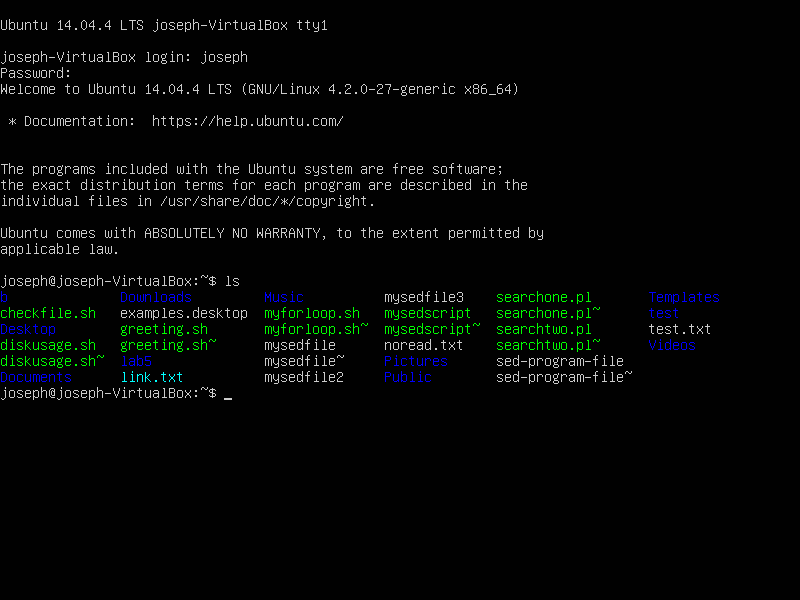 Ubuntu 14.04.4 LTS joseph-VirtualBox tty1
joseph-VirtualBox login: joseph
Password:
Welcome to Ubuntu 14.04.4 LTS (GNU/Linux 4.2.0-27-generic x86_64)
 * Documentation:  https://help.ubuntu.com/
The programs included with the Ubuntu system are free software;
the exact distribution terms for each program are described in the
individual files in /usr/share/doc/*/copyright.
Ubuntu comes with ABSOLUTELY NO WARRANTY, to the extent permitted by
applicable law.
joseph@joseph-VirtualBox:~$ ls
b              Downloads         Music          mysedfile3    searchone.pl       Templates
checkfile.sh   examples.desktop  myforloop.sh   mysedscript   searchone.pl~      test
Desktop        greeting.sh       myforloop.sh~  mysedscript~  searchtwo.pl       test.txt
diskusage.sh   greeting.sh~      mysedfile      noread.txt    searchtwo.pl~      Videos
diskusage.sh~  lab5              mysedfile~     Pictures      sed-program-file
Documents      link.txt          mysedfile2     Public        sed-program-file~
joseph@joseph-VirtualBox:~$ _